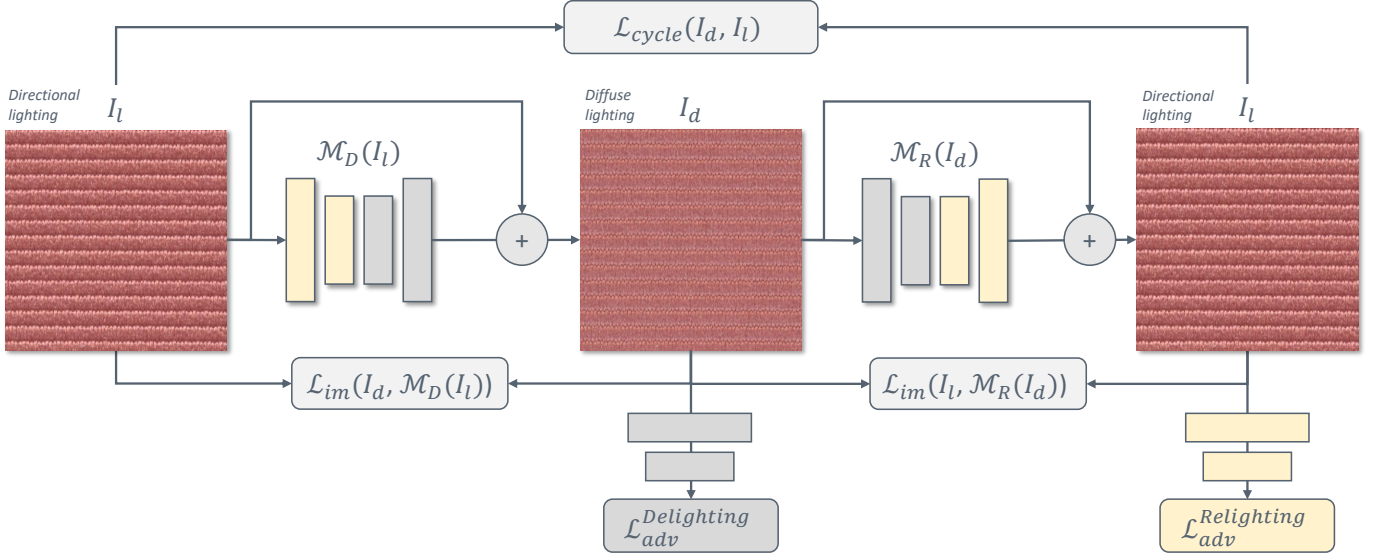 ℒ_cycle(I_d, I_l)
Directional
lighting
I_l
Diffuse
lighting
I_d
Directional
lighting
I_l
ℳ_D(I_l)
ℳ_R(I_d)
+
+
ℒ_im(I_d, ℳ_D(I_l))
ℒ_im(I_l, ℳ_R(I_d))
ℒ_adv^Delighting
ℒ_adv^Relighting